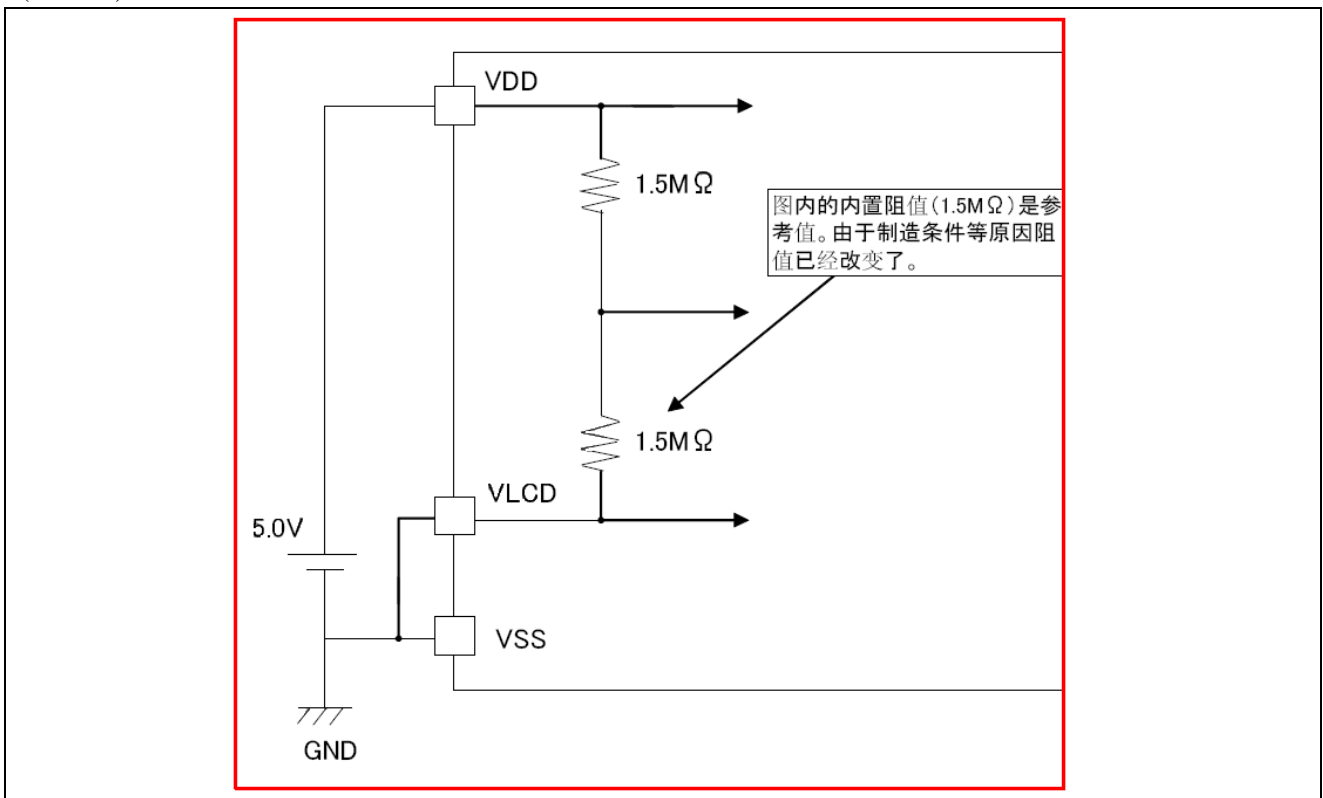 VDD
1.5MΩ
图内的内置阻值(1.5MΩ)是参
考值。由于制造条件等原因阻
值已经改变了。
1.5MΩ
VLCD
5.0V
VSS
GND